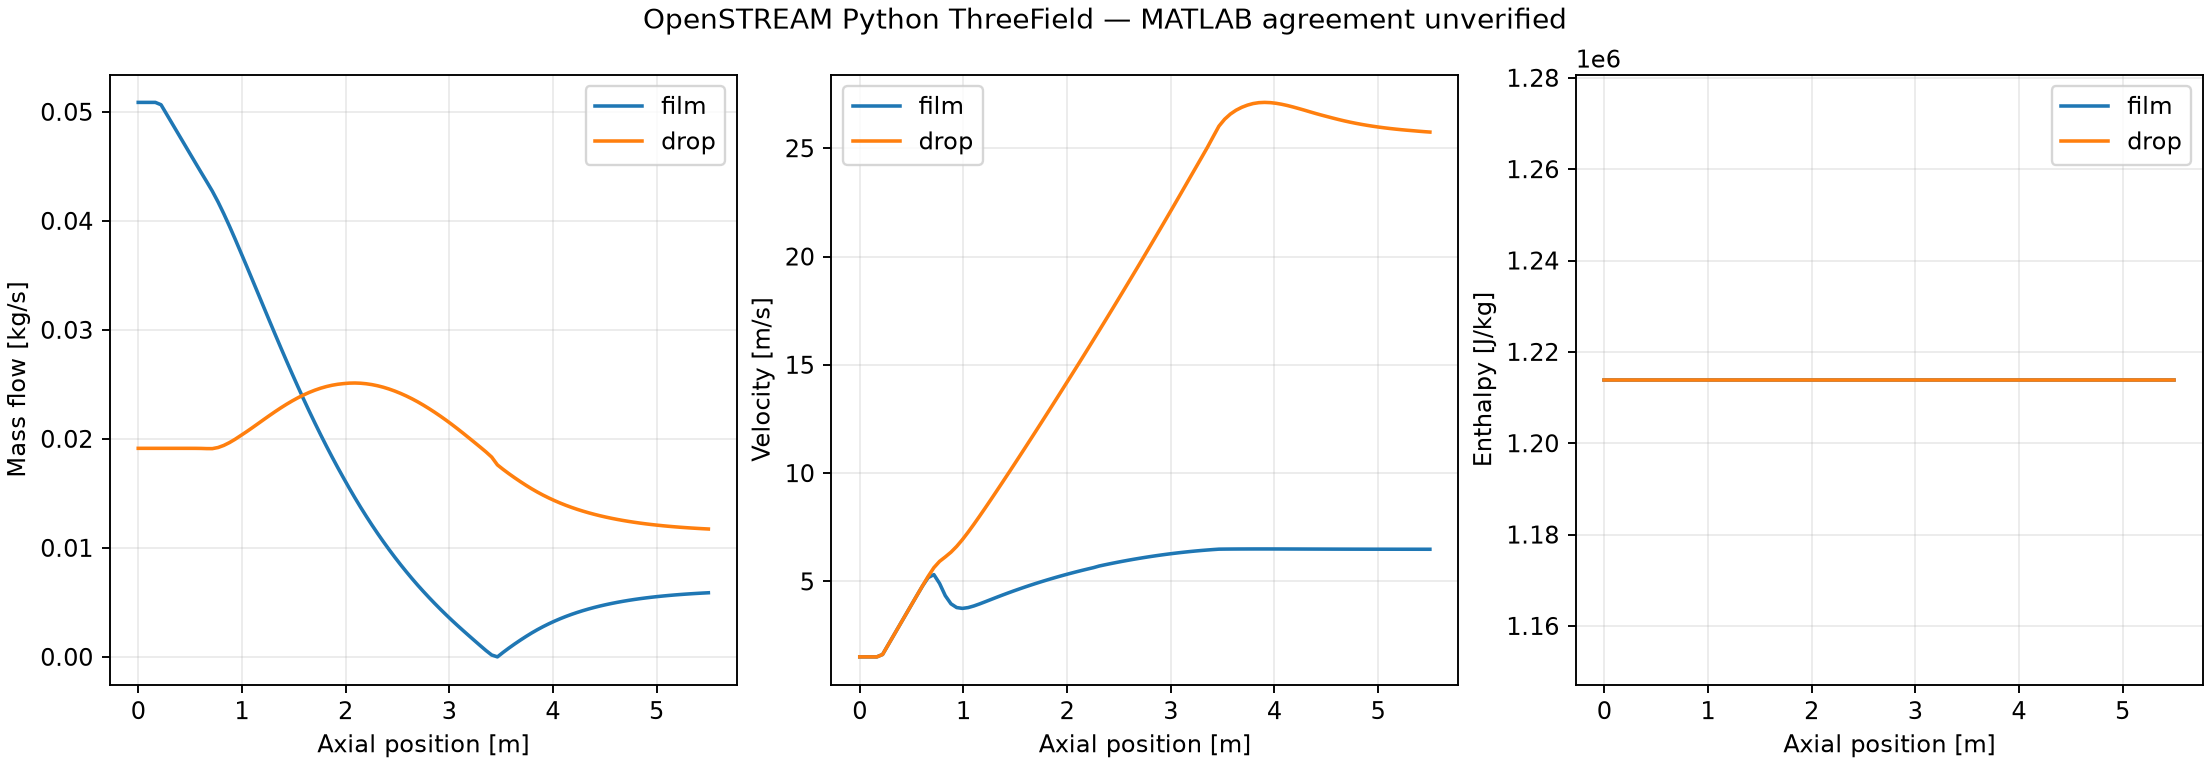 OpenSTREAM Python ThreeField — MATLAB agreement unverified
Mass flow [kg/s]
0.05
0.04
0.03
0.02
0.01
0.00
film
drop
0 1 2 3 4 5
Axial position [m]
Velocity [m/s]
25
20
15
10
5
film
drop
0 1 2 3 4 5
Axial position [m]
1e6
Enthalpy [J/kg]
1.28
1.26
1.24
1.22
1.20
1.18
1.16
film
drop
0 1 2 3 4 5
Axial position [m]